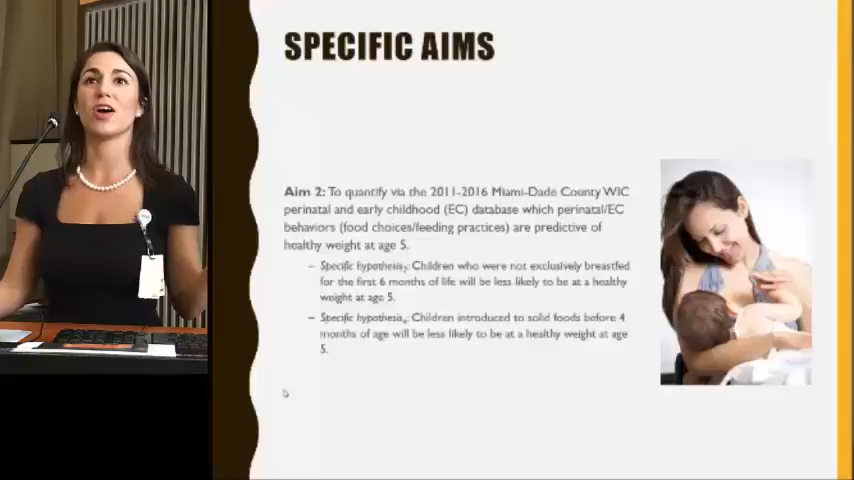 SPECIFIC AIMS
Aim 2: To quantify via the 2011-2016 Miami-Dade County WIC
perinatal and early childhood (EC) database which perinatal/EC
behaviors (food choices/feeding practices) are predictive of
healthy weight at age 5.
– Specific hypothesis₃: Children who were not exclusively breastfed
for the first 6 months of life will be less likely to be at a healthy
weight at age 5.
– Specific hypothesis₄: Children introduced to solid foods before 4
months of age will be less likely to be at a healthy weight at age
5.